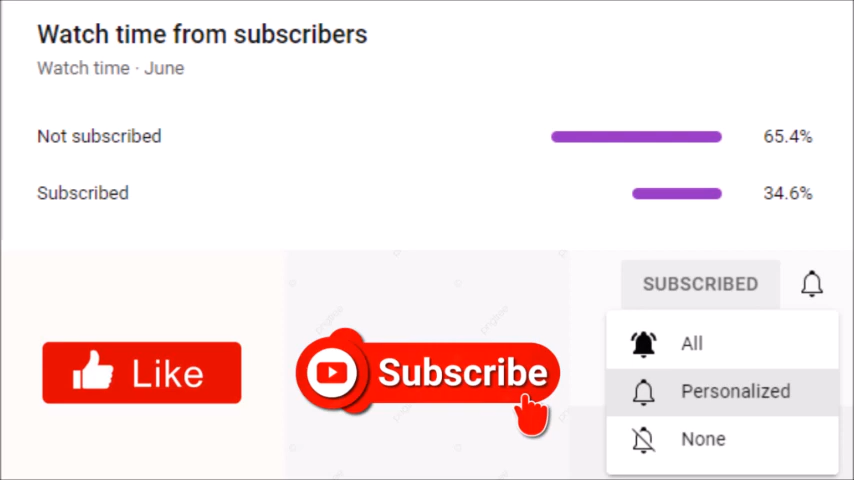 Watch time from subscribers
Watch time · June
Not subscribed 65.4%
Subscribed 34.6%
Like
Subscribe
SUBSCRIBED
All
Personalized
None